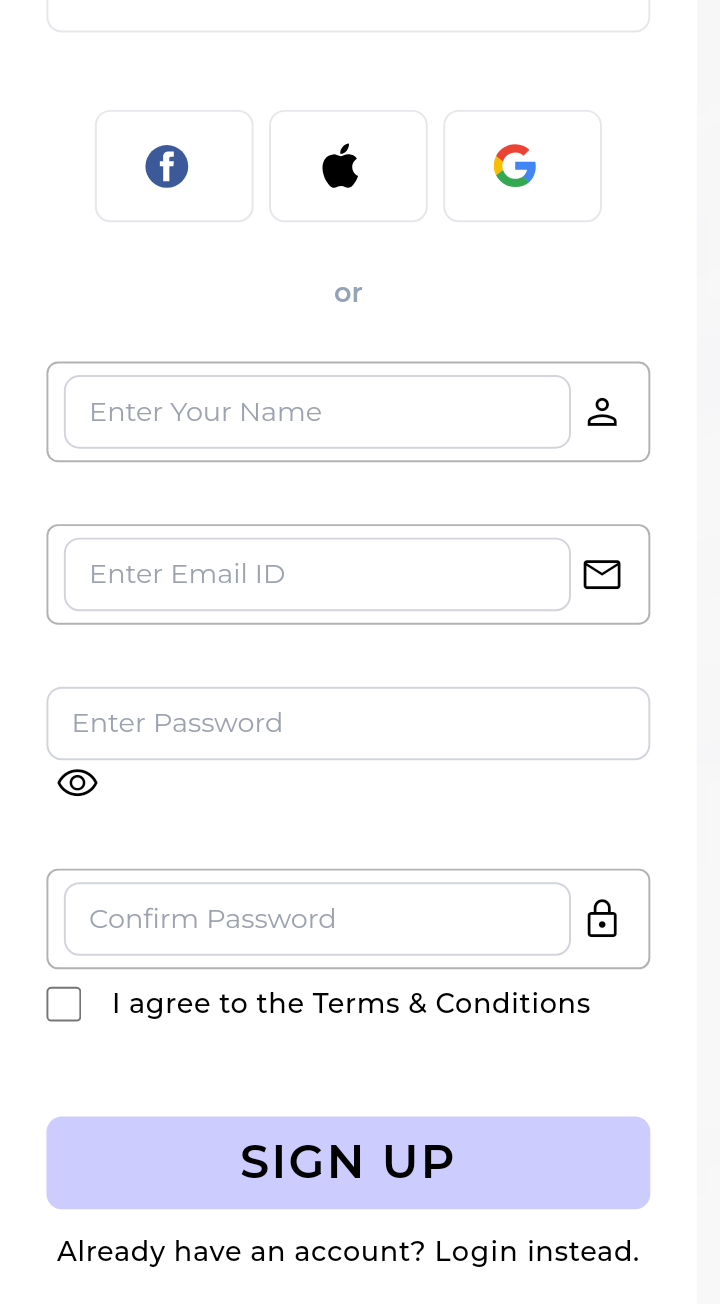 or
Enter Your Name
Enter Email ID
Enter Password
Confirm Password
I agree to the Terms & Conditions
SIGN UP
Already have an account? Login instead.